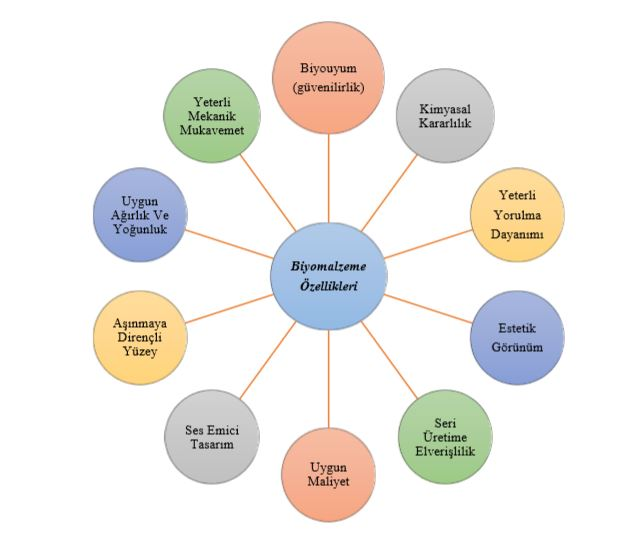 Biyouyum
(güvenilirlik)
Kimyasal
Kararlılık
Yeterli
Yorulma
Dayanımı
Estetik
Görünüm
Seri
Üretime
Elverişlilik
Uygun
Maliyet
Ses Emici
Tasarım
Aşınmaya
Dirençli
Yüzey
Uygun
Ağırlık Ve
Yoğunluk
Yeterli
Mekanik
Mukavemet
Biyomalzeme
Özellikleri